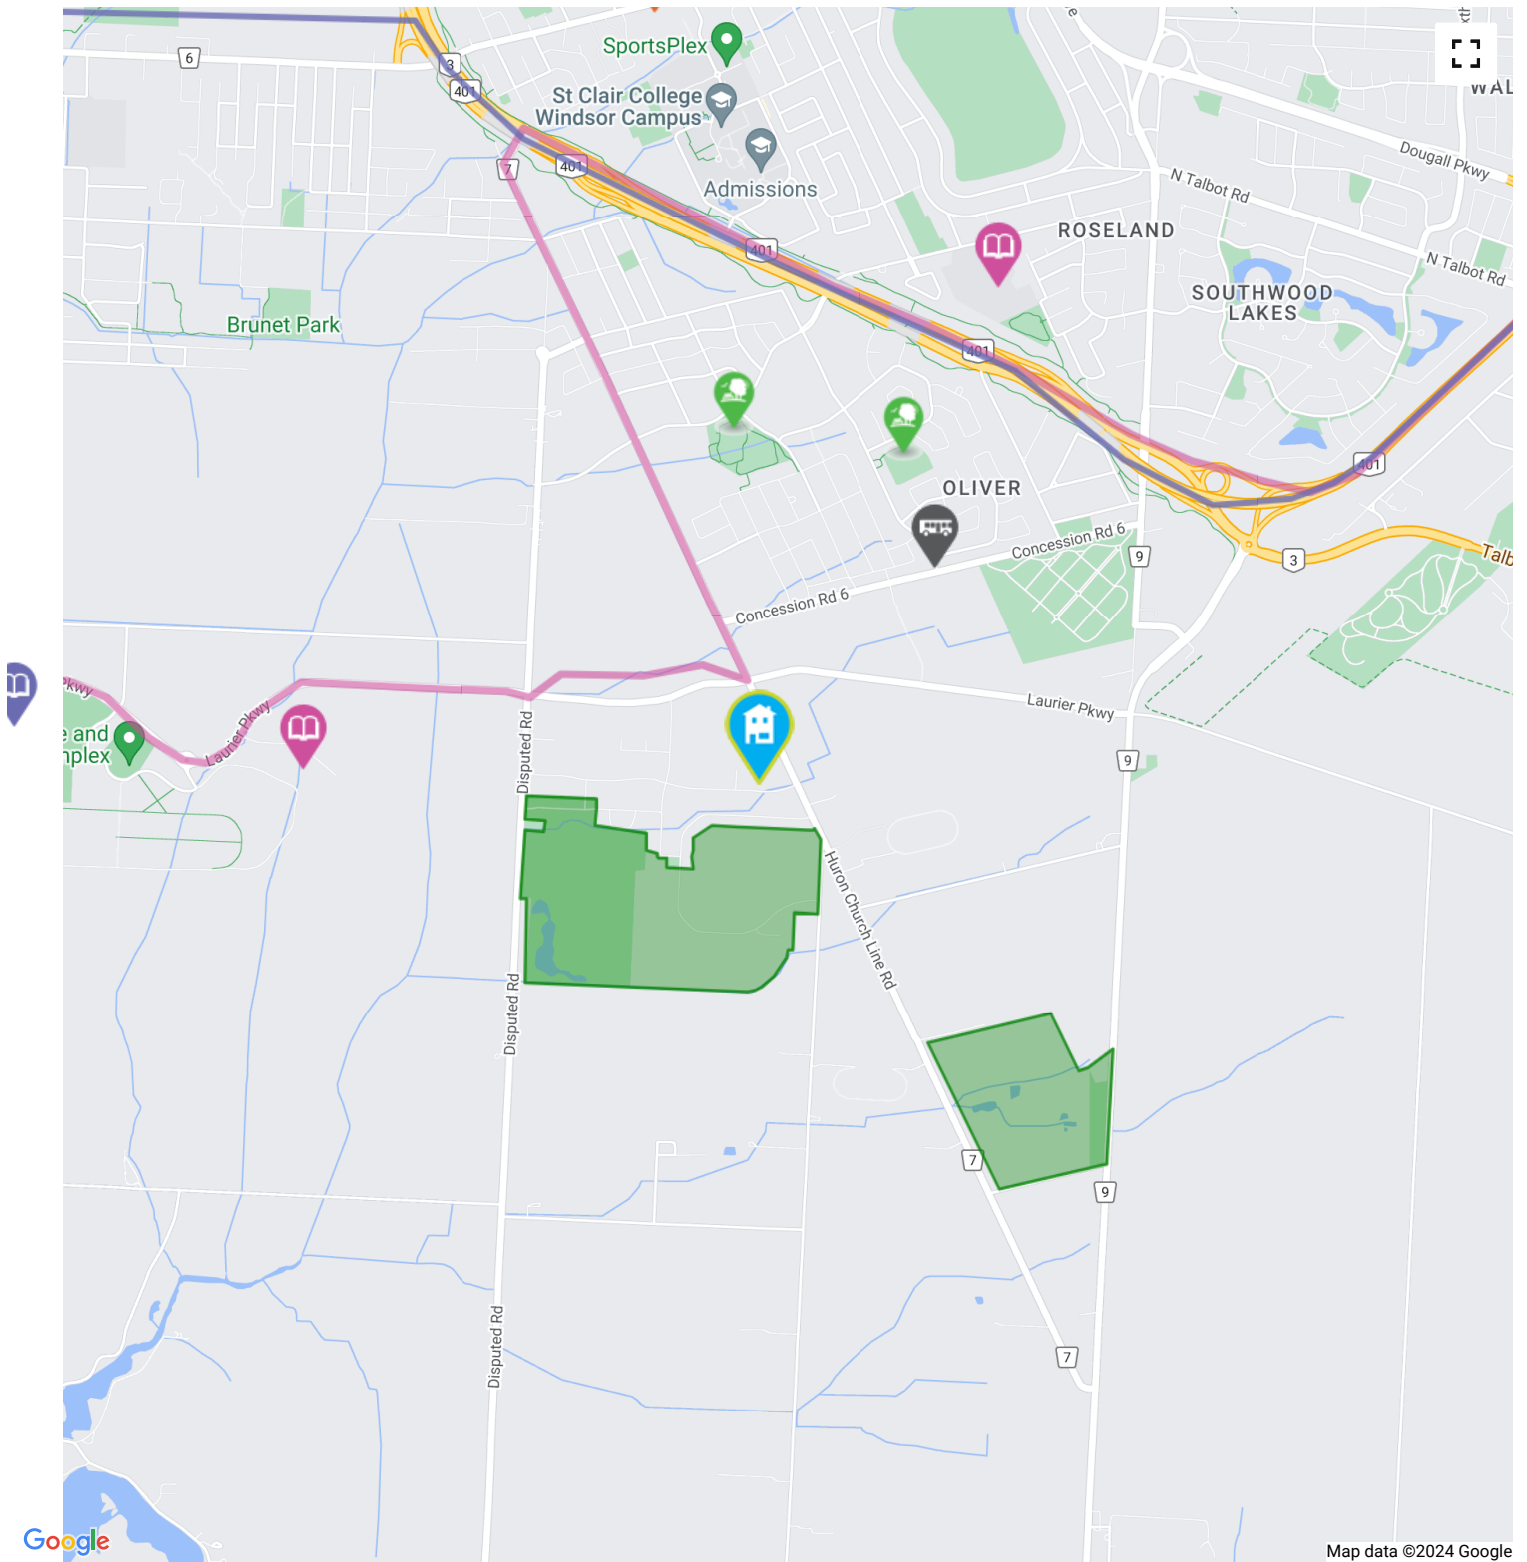 6
3
401
SportsPlex
St Clair College
Windsor Campus
Admissions
7
401
401
401
401
Dougall Pkwy
N Talbot Rd
N Talbot Rd
ROSELAND
SOUTHWOOD
LAKES
WAL
Brunet Park
OLIVER
Concession Rd 6
Concession Rd 6
9
3
Talb
Pkwy
Laurier Pkwy
Laurier Pkwy
e and
nplex
9
Disputed Rd
Huron Church Line Rd
Disputed Rd
7
9
Disputed Rd
7
Google
Map data ©2024 Google